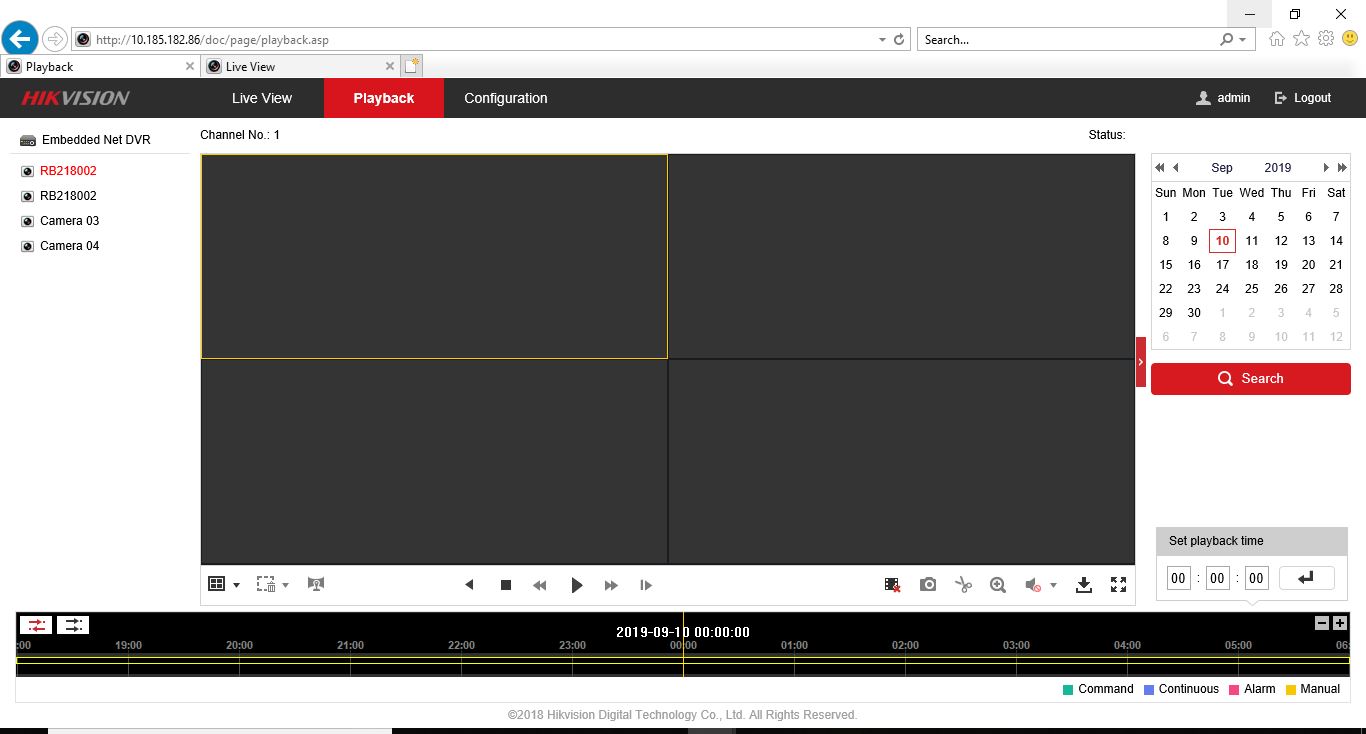 http://10.185.182.86/doc/page/playback.asp
Search...
Playback
Live View
HIKVISION
Live View
Playback
Configuration
admin
Logout
Embedded Net DVR
RB218002
RB218002
Camera 03
Camera 04
Channel No.: 1
Status:
Sep 2019
Sun Mon Tue Wed Thu Fri Sat
1 2 3 4 5 6 7
8 9 10 11 12 13 14
15 16 17 18 19 20 21
22 23 24 25 26 27 28
29 30 1 2 3 4 5
6 7 8 9 10 11 12
Search
Set playback time
00 : 00 : 00
2019-09-10 00:00:00
:00 19:00 20:00 21:00 22:00 23:00 00:00 01:00 02:00 03:00 04:00 05:00 06:
Command Continuous Alarm Manual
©2018 Hikvision Digital Technology Co., Ltd. All Rights Reserved.